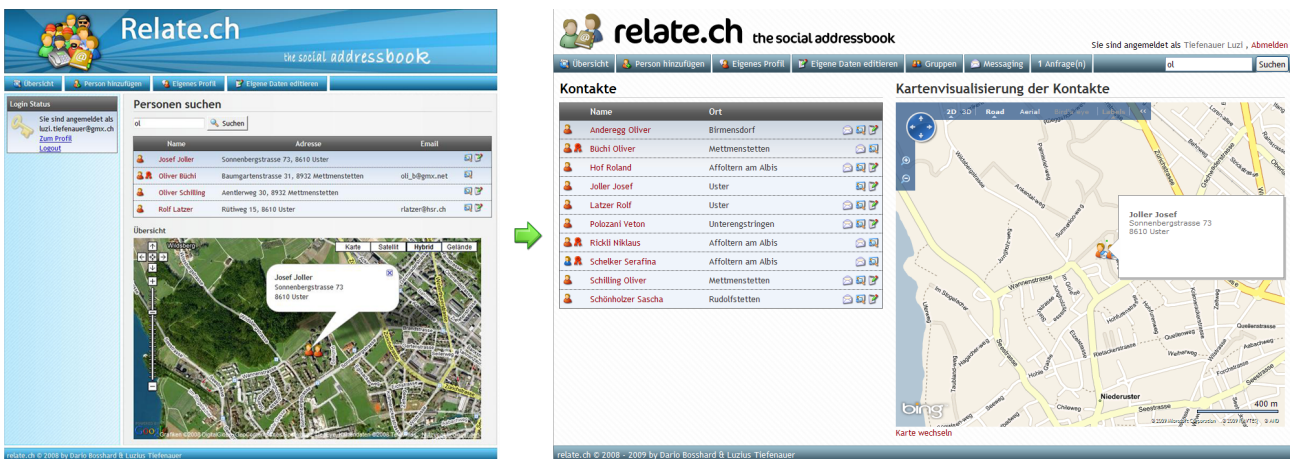 Relate.ch
the social addressbook
Übersicht Person hinzufügen Eigenes Profil Eigene Daten editieren
Login Status
Sie sind angemeldet als
luzi.tiefenauer@gmx.ch
Zum Profil
Logout
Personen suchen
ol Suchen
Name Adresse Email
Josef Joller Sonnenbergstrasse 73, 8610 Uster
Oliver Büchi Baumgartenstrasse 31, 8932 Mettmenstetten oli_b@gmx.net
Oliver Schilling Aentlerweg 30, 8932 Mettmenstetten
Rolf Latzer Rütiweg 15, 8610 Uster rlatzer@hsr.ch
Übersicht
Wildsberg
Karte Satellit Hybrid Gelände
Josef Joller
Sonnenbergstrasse 73
8610 Uster
relate.ch © 2008 by Dario Bosshard & Luzius Tiefenauer
relate.ch the social addressbook
Sie sind angemeldet als Tiefenauer Luzi , Abmelden
Übersicht Person hinzufügen Eigenes Profil Eigene Daten editieren Gruppen Messaging 1 Anfrage(n) ol Suchen
Kontakte
Name Ort
Anderegg Oliver Birmensdorf
Büchi Oliver Mettmenstetten
Hof Roland Affoltern am Albis
Joller Josef Uster
Latzer Rolf Uster
Polozani Veton Unterengstringen
Rickli Niklaus Affoltern am Albis
Schelker Serafina Affoltern am Albis
Schilling Oliver Mettmenstetten
Schönholzer Sascha Rudolfstetten
Kartenvisualisierung der Kontakte
2D 3D Road Aerial Labels
Joller Josef
Sonnenbergstrasse 73
8610 Uster
Wannenstrasse
Quellenstrasse
Niederuster
Seestrasse
400 m
bing
Karte wechseln
relate.ch © 2008 - 2009 by Dario Bosshard & Luzius Tiefenauer